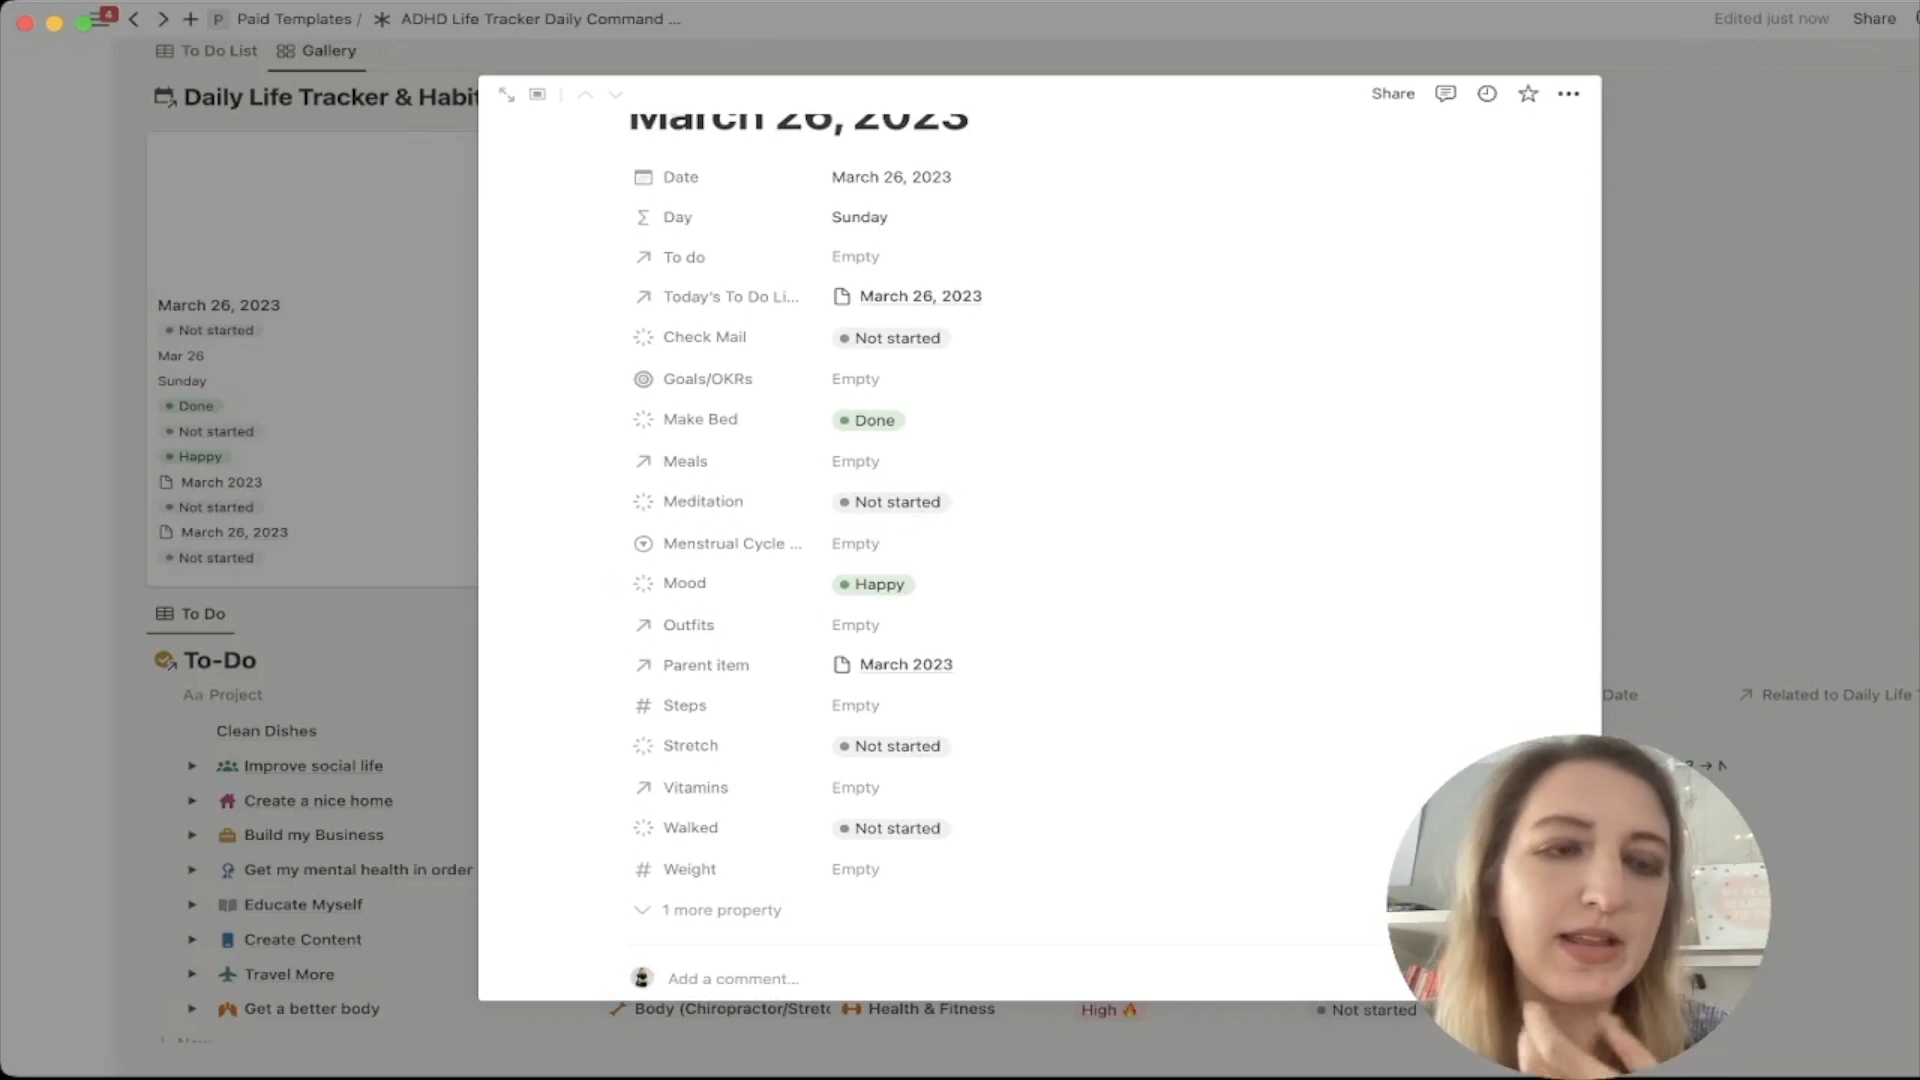 4
P Paid Templates / ADHD Life Tracker Daily Command ...
Edited just now
Share
To Do List
Gallery
Daily Life Tracker & Habit
March 26, 2023
Not started
Mar 26
Sunday
Done
Not started
Happy
March 2023
Not started
March 26, 2023
Not started
To Do
To-Do
Aa Project
Clean Dishes
Improve social life
Create a nice home
Build my Business
Get my mental health in order
Educate Myself
Create Content
Travel More
Get a better body
Share
March 26, 2023
Date March 26, 2023
Day Sunday
To do Empty
Today's To Do Li... March 26, 2023
Check Mail Not started
Goals/OKRs Empty
Make Bed Done
Meals Empty
Meditation Not started
Menstrual Cycle ... Empty
Mood Happy
Outfits Empty
Parent item March 2023
Steps Empty
Stretch Not started
Vitamins Empty
Walked Not started
Weight Empty
1 more property
Add a comment...
Body (Chiropractor/Stretc Health & Fitness High Not started
Date
Related to Daily Life